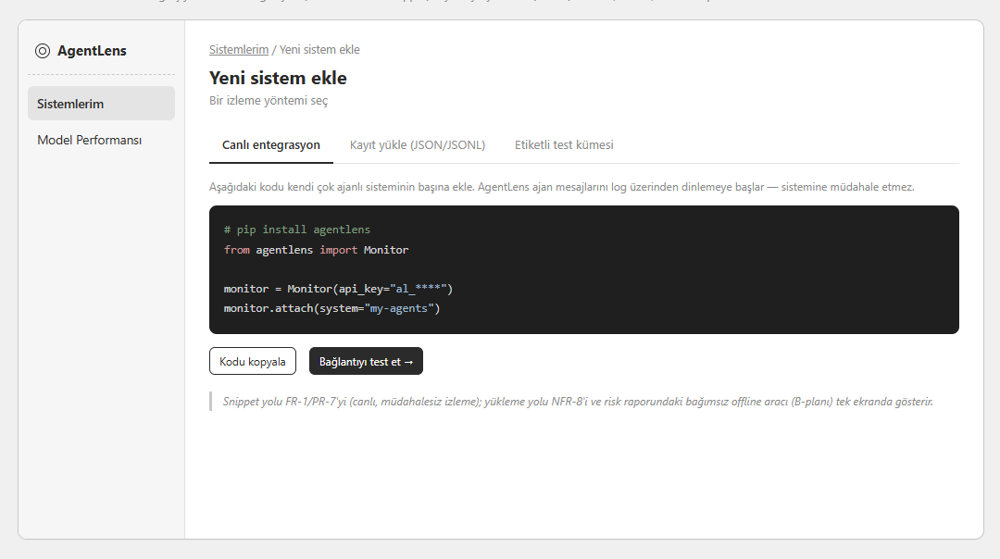 AgentLens
Sistemlerim
Model Performansı
Sistemlerim / Yeni sistem ekle
Yeni sistem ekle
Bir izleme yöntemi seç
Canlı entegrasyon
Kayıt yükle (JSON/JSONL)
Etiketli test kümesi
Aşağıdaki kodu kendi çok ajanlı sisteminin başına ekle. AgentLens ajan mesajlarını log üzerinden dinlemeye başlar — sistemine müdahale etmez.
# pip install agentlens
from agentlens import Monitor
monitor = Monitor(api_key="al_****")
monitor.attach(system="my-agents")
Kodu kopyala
Bağlantıyı test et →
Snippet yolu FR-1/PR-7'yi (canlı, müdahalesiz izleme); yükleme yolu NFR-8'i ve risk raporundaki bağımsız offline aracı (B-planı) tek ekranda gösterir.